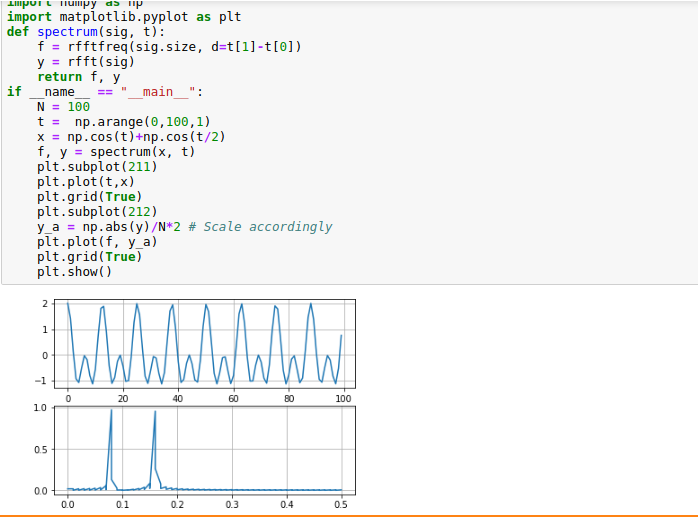 import numpy as np
import matplotlib.pyplot as plt
def spectrum(sig, t):
    f = rfftfreq(sig.size, d=t[1]-t[0])
    y = rfft(sig)
    return f, y
if __name__ == "__main__":
    N = 100
    t =  np.arange(0,100,1)
    x = np.cos(t)+np.cos(t/2)
    f, y = spectrum(x, t)
    plt.subplot(211)
    plt.plot(t,x)
    plt.grid(True)
    plt.subplot(212)
    y_a = np.abs(y)/N*2 # Scale accordingly
    plt.plot(f, y_a)
    plt.grid(True)
    plt.show()
2
1
0
−1
0 20 40 60 80 100
1.0
0.5
0.0
0.0 0.1 0.2 0.3 0.4 0.5